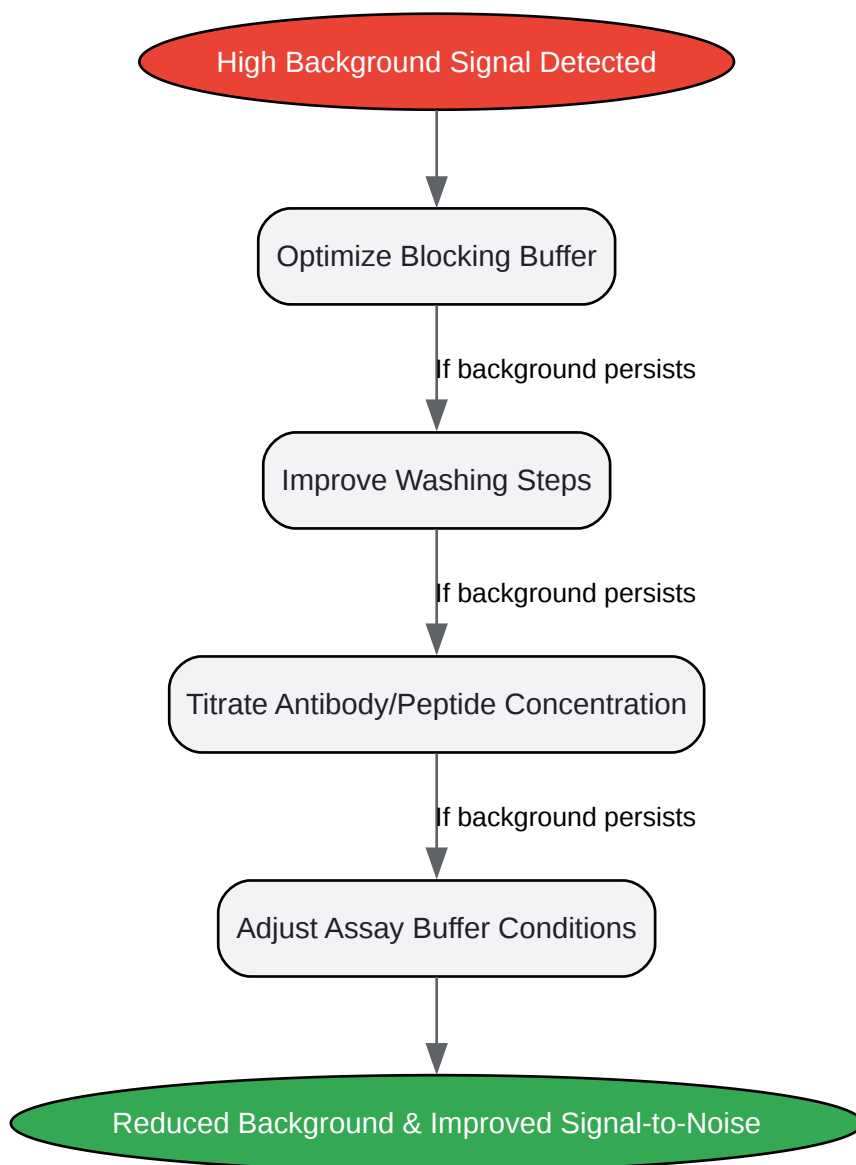 High Background Signal Detected
Optimize Blocking Buffer
If background persists
Improve Washing Steps
If background persists
Titrate Antibody/Peptide Concentration
If background persists
Adjust Assay Buffer Conditions
Reduced Background & Improved Signal-to-Noise